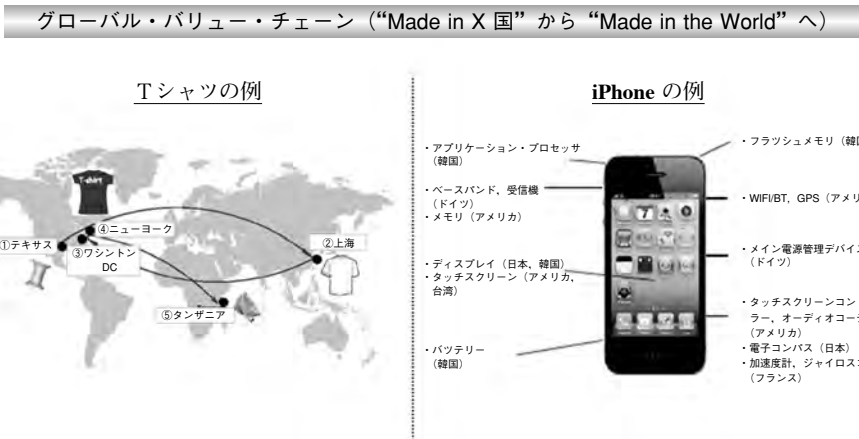 グローバル・バリュー・チェーン（“Made in X 国”から“Made in the World”へ）
Tシャツの例
T-shirt
①テキサス
④ニューヨーク
③ワシントン
DC
②上海
⑤タンザニア
iPhone の例
・アプリケーション・プロセッサ
（韓国）
・ベースバンド，受信機
（ドイツ）
・メモリ（アメリカ）
・ディスプレイ（日本，韓国）
・タッチスクリーン（アメリカ，
台湾）
・バッテリー
（韓国）
・フラッシュメモリ（韓
・WIFI/BT，GPS（アメリ
・メイン電源管理デバイ
（ドイツ）
・タッチスクリーンコン
ラー，オーディオコー
（アメリカ）
・電子コンパス（日本）
・加速度計，ジャイロス
（フランス）